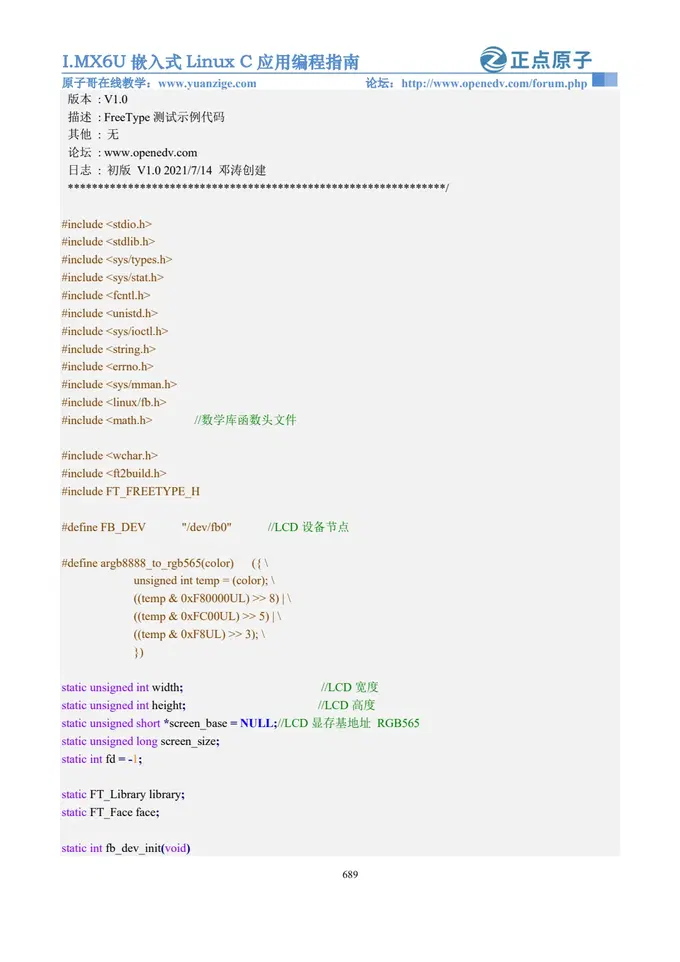 I.MX6U 嵌入式 Linux C 应用编程指南
正点原子
原子哥在线教学：www.yuanzige.com 论坛：http://www.openedv.com/forum.php
版本 : V1.0
描述 : FreeType 测试示例代码
其他 : 无
论坛 : www.openedv.com
日志 : 初版 V1.0 2021/7/14 邓涛创建
***************************************************************/
#include <stdio.h>
#include <stdlib.h>
#include <sys/types.h>
#include <sys/stat.h>
#include <fcntl.h>
#include <unistd.h>
#include <sys/ioctl.h>
#include <string.h>
#include <errno.h>
#include <sys/mman.h>
#include <linux/fb.h>
#include <math.h> //数学库函数头文件
#include <wchar.h>
#include <ft2build.h>
#include FT_FREETYPE_H
#define FB_DEV "/dev/fb0" //LCD 设备节点
#define argb8888_to_rgb565(color) ({ \
unsigned int temp = (color); \
((temp & 0xF80000UL) >> 8) | \
((temp & 0xFC00UL) >> 5) | \
((temp & 0xF8UL) >> 3); \
})
static unsigned int width; //LCD 宽度
static unsigned int height; //LCD 高度
static unsigned short *screen_base = NULL;//LCD 显存基地址 RGB565
static unsigned long screen_size;
static int fd = -1;
static FT_Library library;
static FT_Face face;
static int fb_dev_init(void)
689